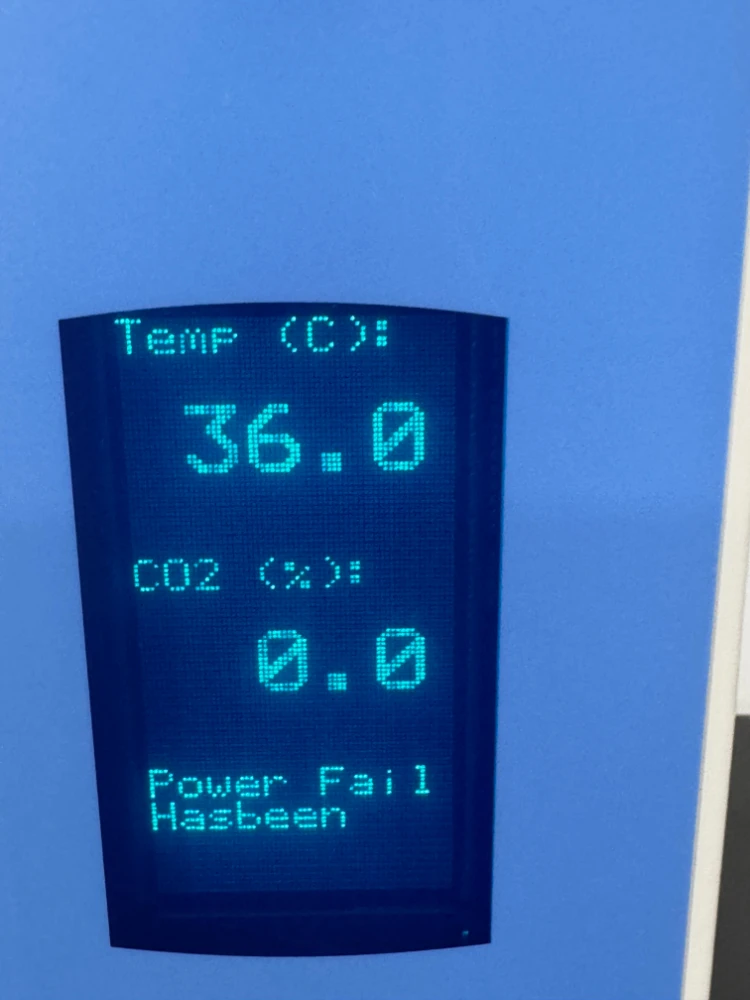 Temp (C):
36.0
CO2 (%):
0.0
Power Fail
Hasbeen